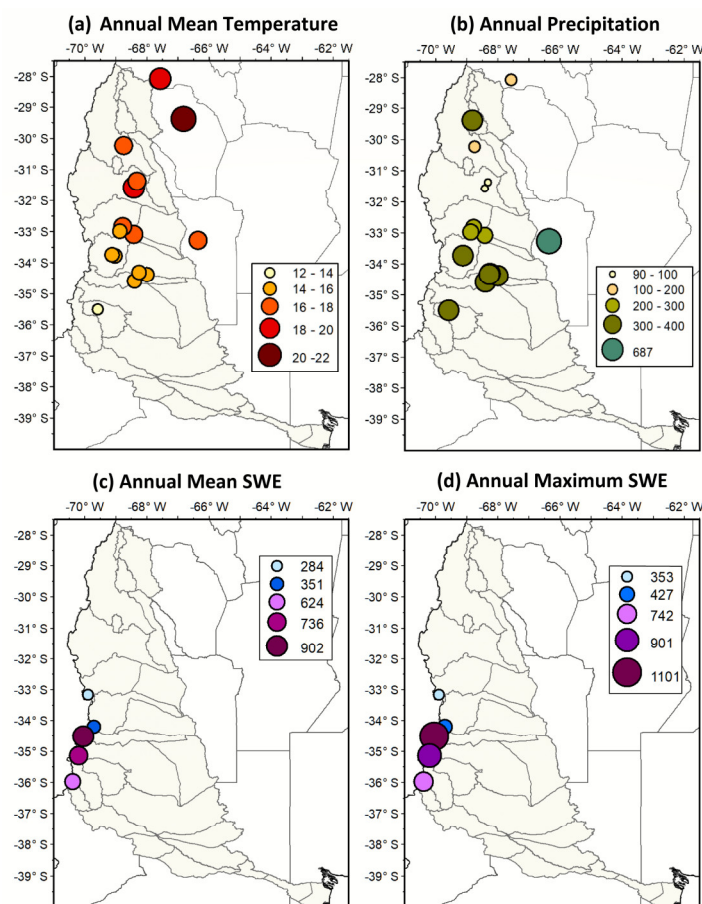 (a) Annual Mean Temperature
-70° W -68° W -66° W -64° W -62° W
-28° S
-29° S
-30° S
-31° S
-32° S
-33° S
-34° S
-35° S
-36° S
-37° S
-38° S
-39° S
12 - 14
14 - 16
16 - 18
18 - 20
20 - 22
(b) Annual Precipitation
-70° W -68° W -66° W -64° W -62° W
-28° S
-29° S
-30° S
-31° S
-32° S
-33° S
-34° S
-35° S
-36° S
-37° S
-38° S
-39° S
90 - 100
100 - 200
200 - 300
300 - 400
687
(c) Annual Mean SWE
-70° W -68° W -66° W -64° W -62° W
-28° S
-29° S
-30° S
-31° S
-32° S
-33° S
-34° S
-35° S
-36° S
-37° S
-38° S
-39° S
284
351
624
736
902
(d) Annual Maximum SWE
-70° W -68° W -66° W -64° W -62° W
-28° S
-29° S
-30° S
-31° S
-32° S
-33° S
-34° S
-35° S
-36° S
-37° S
-38° S
-39° S
353
427
742
901
1101